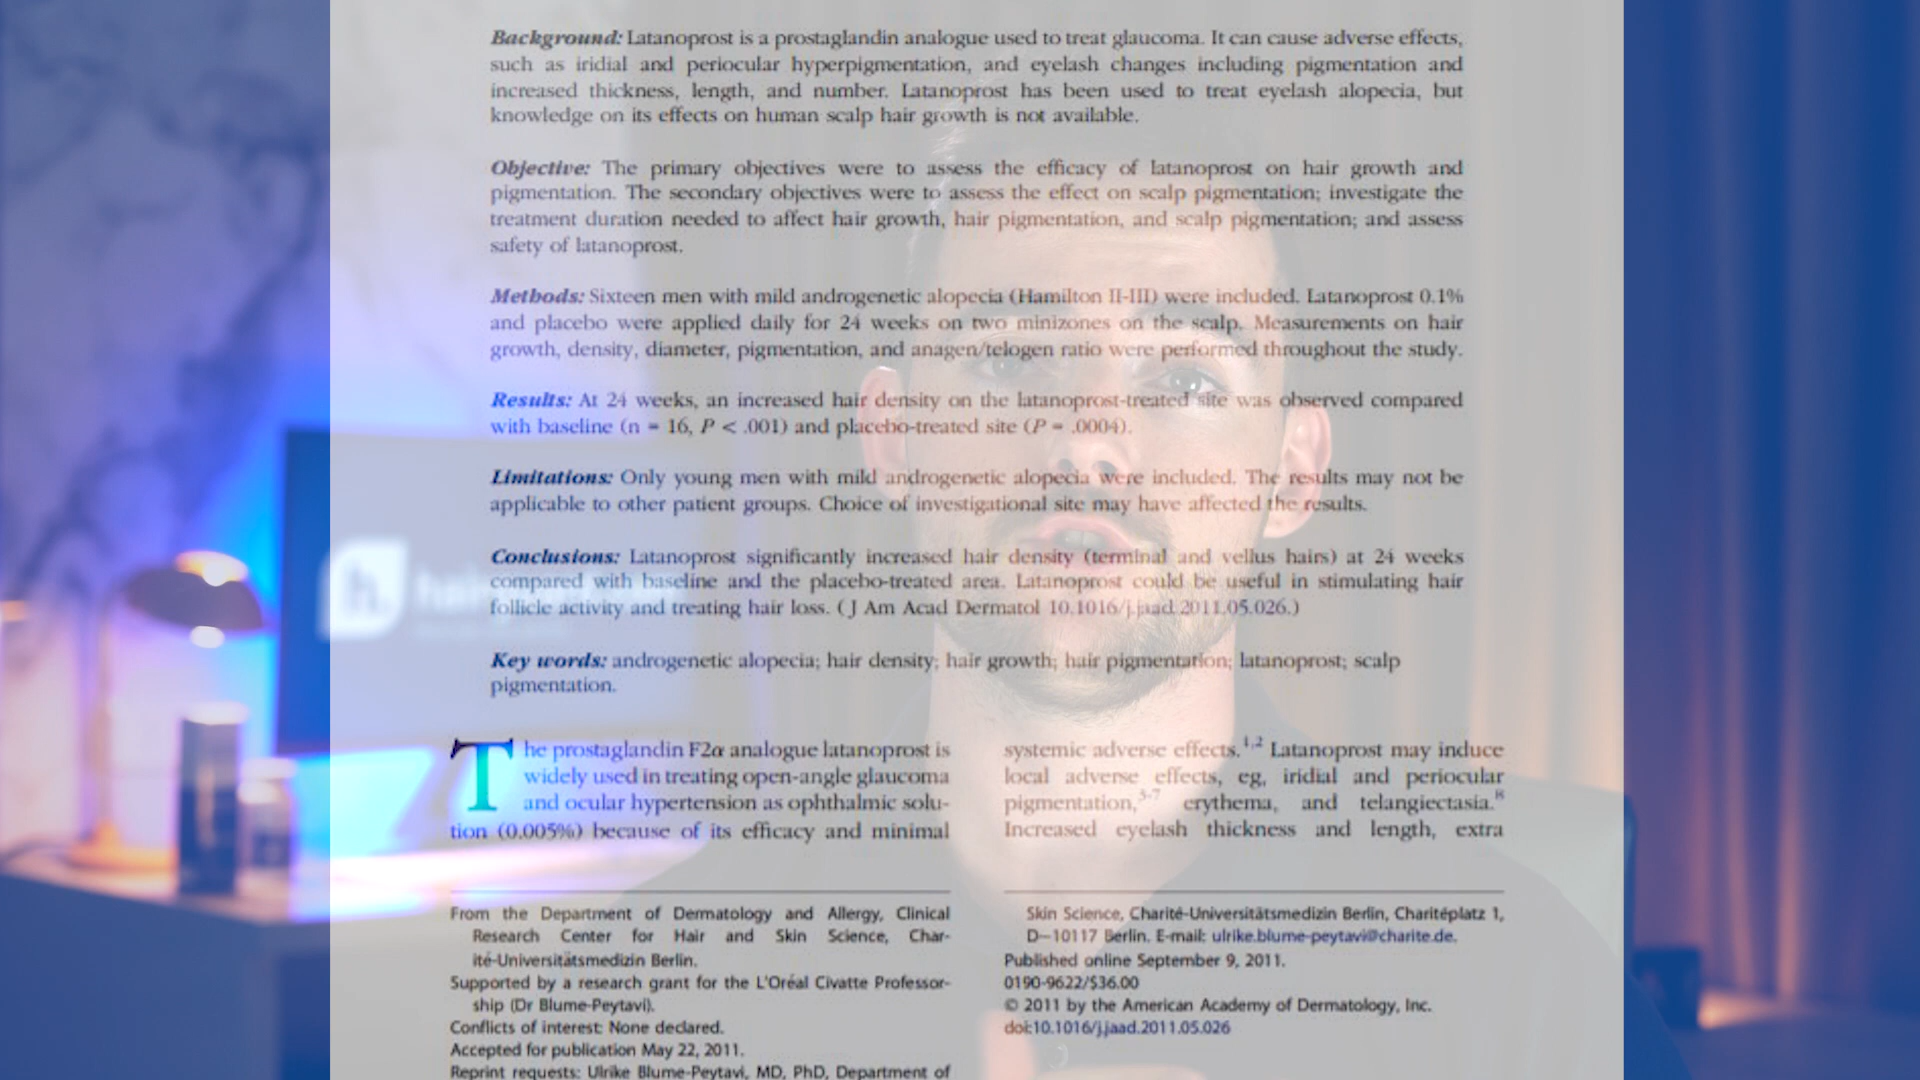 Background: Latanoprost is a prostaglandin analogue used to treat glaucoma. It can cause adverse effects,
such as iridial and periocular hyperpigmentation, and eyelash changes including pigmentation and
increased thickness, length, and number. Latanoprost has been used to treat eyelash alopecia, but
knowledge on its effects on human scalp hair growth is not available.
Objective: The primary objectives were to assess the efficacy of latanoprost on hair growth and
pigmentation. The secondary objectives were to assess the effect on scalp pigmentation; investigate the
treatment duration needed to affect hair growth, hair pigmentation, and scalp pigmentation; and assess
safety of latanoprost.
Methods: Sixteen men with mild androgenetic alopecia (Hamilton II-III) were included. Latanoprost 0.1%
and placebo were applied daily for 24 weeks on two minizones on the scalp. Measurements on hair
growth, density, diameter, pigmentation, and anagen/telogen ratio were performed throughout the study.
Results: At 24 weeks, an increased hair density on the latanoprost-treated site was observed compared
with baseline (n = 16, P < .001) and placebo-treated site (P = .0004).
Limitations: Only young men with mild androgenetic alopecia were included. The results may not be
applicable to other patient groups. Choice of investigational site may have affected the results.
Conclusions: Latanoprost significantly increased hair density (terminal and vellus hairs) at 24 weeks
compared with baseline and the placebo-treated area. Latanoprost could be useful in stimulating hair
follicle activity and treating hair loss. (J Am Acad Dermatol 10.1016/j.jaad.2011.05.026.)
Key words: androgenetic alopecia; hair density; hair growth; hair pigmentation; latanoprost; scalp
pigmentation.
The prostaglandin F2α analogue latanoprost is
widely used in treating open-angle glaucoma
and ocular hypertension as ophthalmic solu-
tion (0.005%) because of its efficacy and minimal
systemic adverse effects.1,2 Latanoprost may induce
local adverse effects, eg, iridial and periocular
pigmentation,3-7 erythema, and telangiectasia.8
Increased eyelash thickness and length, extra
From the Department of Dermatology and Allergy, Clinical
Research Center for Hair and Skin Science, Char-
ité-Universitätsmedizin Berlin.
Supported by a research grant for the L'Oréal Civatte Professor-
ship (Dr Blume-Peytavi).
Conflicts of interest: None declared.
Accepted for publication May 22, 2011.
Reprint requests: Ulrike Blume-Peytavi, MD, PhD, Department of
Skin Science, Charité-Universitätsmedizin Berlin, Charitéplatz 1,
D–10117 Berlin. E-mail: ulrike.blume-peytavi@charite.de.
Published online September 9, 2011.
0190-9622/$36.00
© 2011 by the American Academy of Dermatology, Inc.
doi:10.1016/j.jaad.2011.05.026